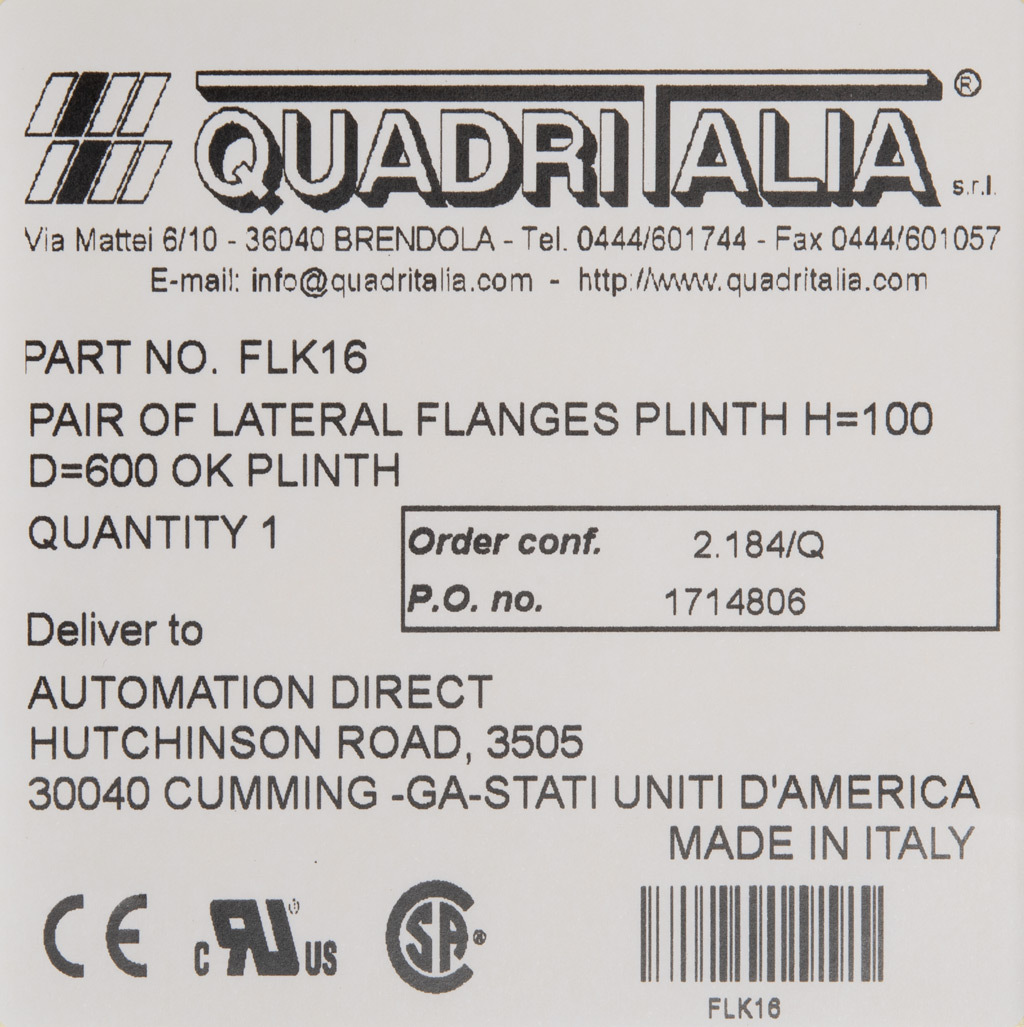 QUADRITALIA® s.r.l.
Via Mattei 6/10 - 36040 BRENDOLA - Tel. 0444/601744 - Fax 0444/601057
E-mail: info@quadritalia.com - http://www.quadritalia.com
PART NO. FLK16
PAIR OF LATERAL FLANGES PLINTH H=100
D=600 OK PLINTH
QUANTITY 1
Order conf. 2.184/Q
P.O. no. 1714806
Deliver to
AUTOMATION DIRECT
HUTCHINSON ROAD, 3505
30040 CUMMING -GA-STATI UNITI D'AMERICA
MADE IN ITALY
CE c RU US SA®
FLK16